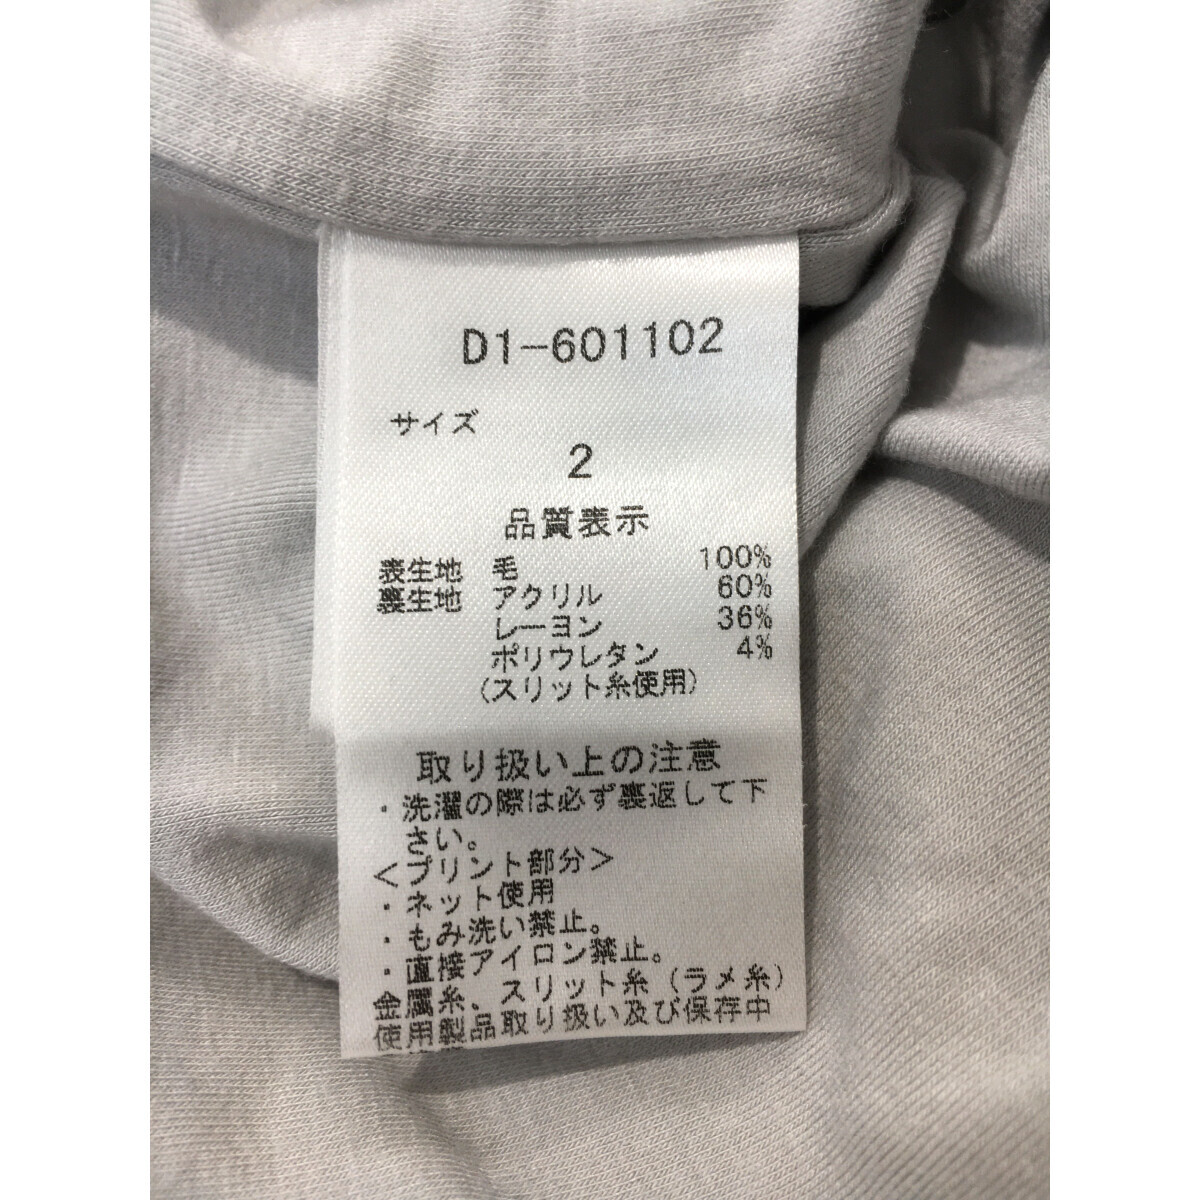 D1-601102
サイズ
2
品質表示
表生地 毛 100%
裏生地 アクリル 60%
レーヨン 36%
ポリウレタン 4%
(スリット糸使用)
取り扱い上の注意
・洗濯の際は必ず裏返して下
さい。
<プリント部分>
・ネット使用
・もみ洗い禁止。
・直接アイロン禁止。
金属糸、スリット糸(ラメ糸)
使用製品取り扱い及び保存中